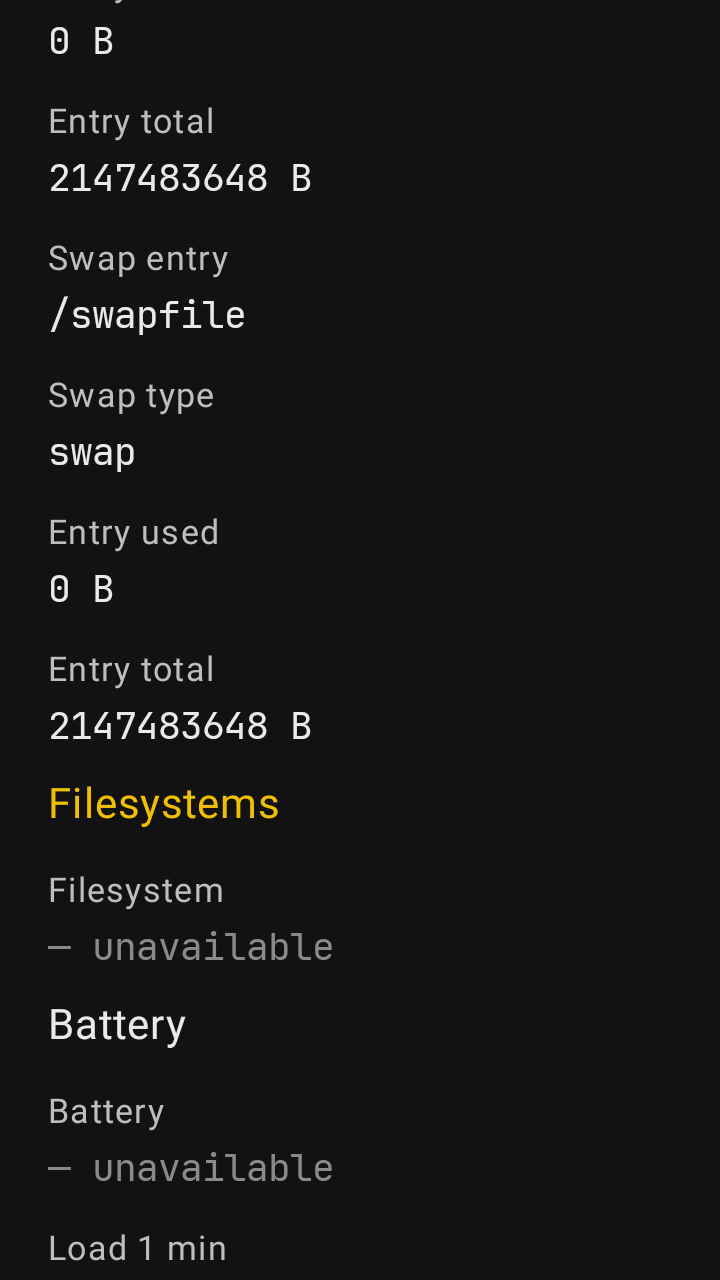 0 B
Entry total
2147483648 B
Swap entry
/swapfile
Swap type
swap
Entry used
0 B
Entry total
2147483648 B
Filesystems
Filesystem
— unavailable
Battery
Battery
— unavailable
Load 1 min